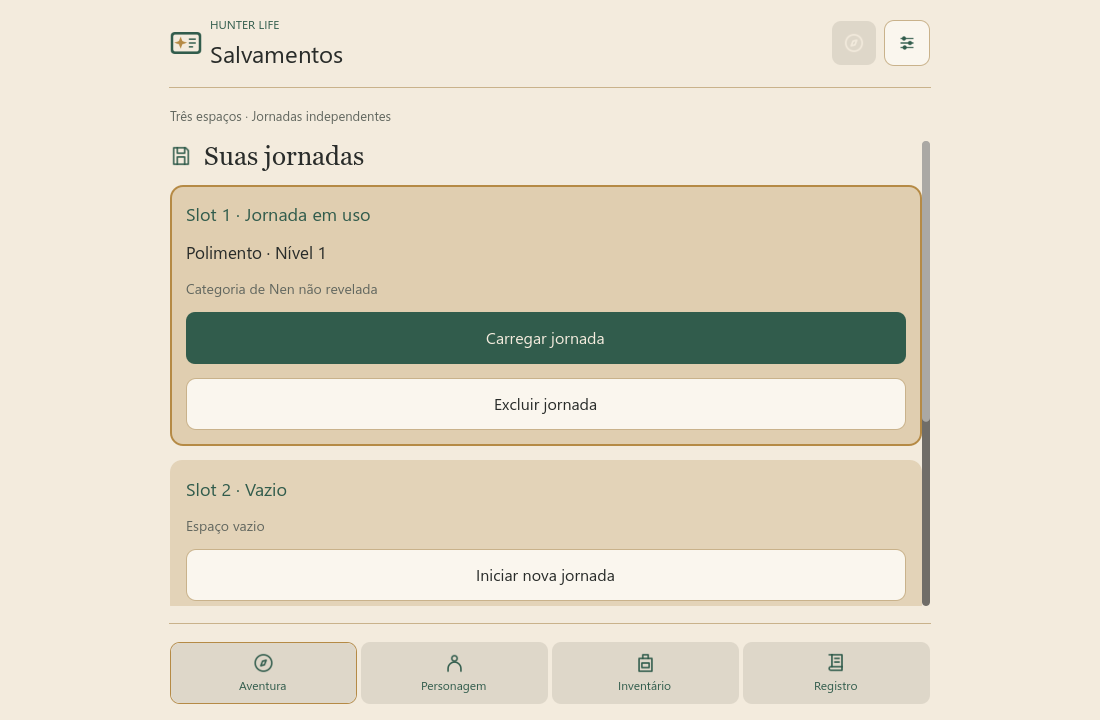 HUNTER LIFE
Salvamentos
Três espaços · Jornadas independentes
Suas jornadas
Slot 1 · Jornada em uso
Polimento · Nível 1
Categoria de Nen não revelada
Carregar jornada
Excluir jornada
Slot 2 · Vazio
Espaço vazio
Iniciar nova jornada
Aventura
Personagem
Inventário
Registro